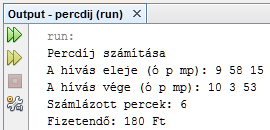 Output - percdij (run)
run:
Percdíj számítása
A hívás eleje (ó p mp): 9 58 15
A hívás vége (ó p mp): 10 3 53
Számlázott percek: 6
Fizetendő: 180 Ft